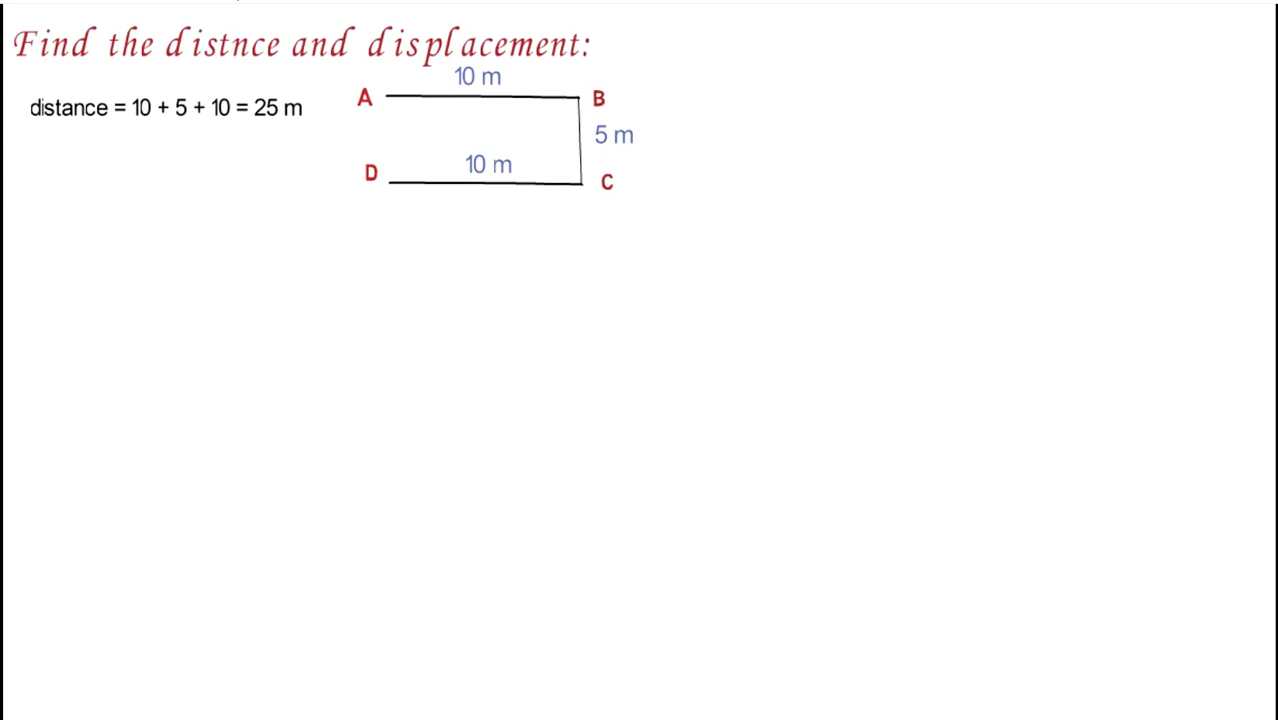 Find the distnce and displacement:
10 m
distance = 10 + 5 + 10 = 25 m
A
B
5 m
10 m
D
C